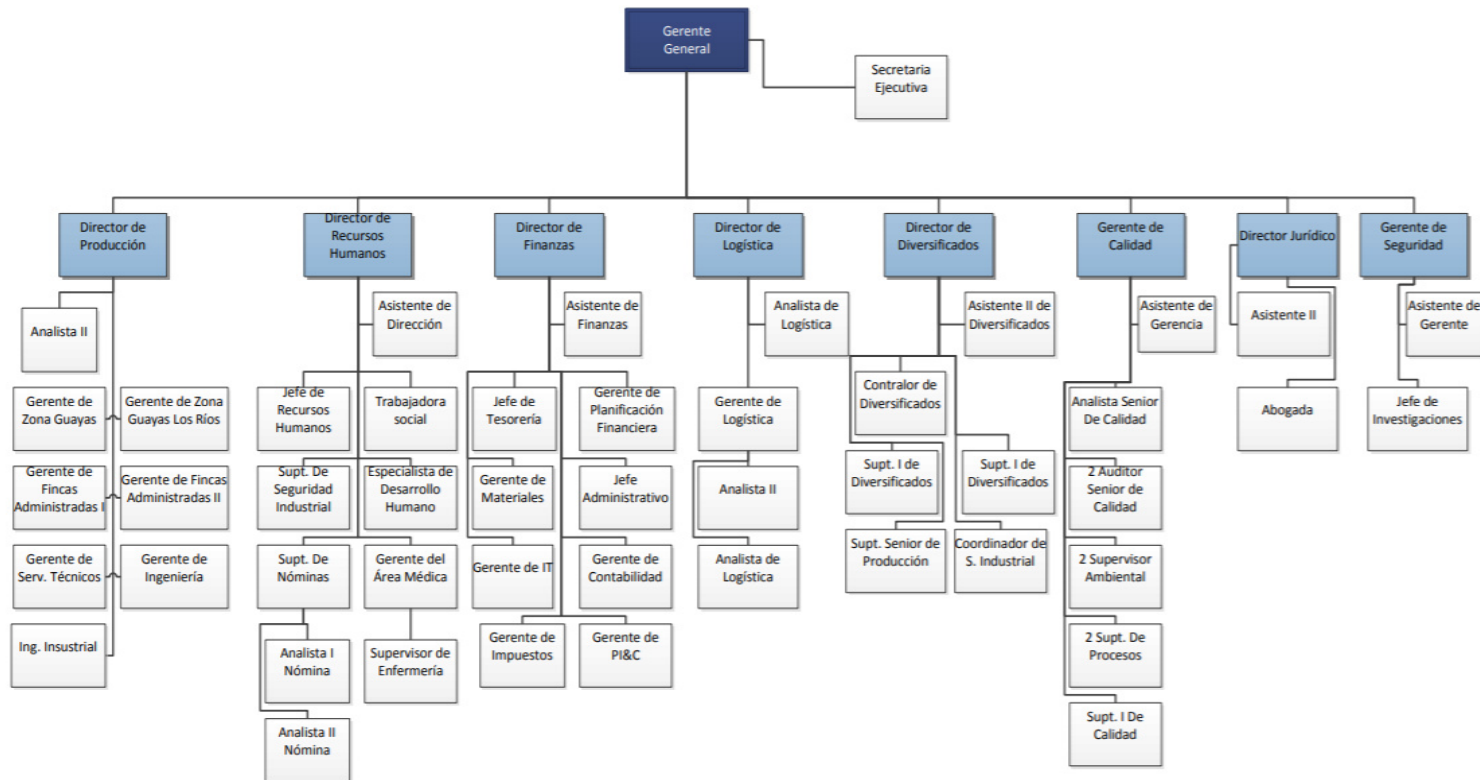 Gerente
General
Secretaria
Ejecutiva
Director de
Producción
Director de
Recursos
Humanos
Director de
Finanzas
Director de
Logística
Director de
Diversificados
Gerente de
Calidad
Director Jurídico
Gerente de
Seguridad
Analista II
Asistente de
Dirección
Asistente de
Finanzas
Analista de
Logística
Asistente II de
Diversificados
Asistente de
Gerencia
Asistente II
Asistente de
Gerente
Gerente de
Zona Guayas
Gerente de Zona
Guayas Los Ríos
Jefe de
Recursos
Humanos
Trabajadora
social
Jefe de
Tesorería
Gerente de
Planificación
Financiera
Gerente de
Logística
Contralor de
Diversificados
Analista Senior
De Calidad
Abogada
Jefe de
Investigaciones
Gerente de
Fincas
Administradas I
Gerente de Fincas
Administradas II
Supt. De
Seguridad
Industrial
Especialista de
Desarrollo
Humano
Gerente de
Materiales
Jefe
Administrativo
Analista II
Supt. I de
Diversificados
Supt. I de
Diversificados
2 Auditor
Senior de
Calidad
Gerente de
Serv. Técnicos
Gerente de
Ingeniería
Supt. De
Nóminas
Gerente del
Área Médica
Gerente de IT
Gerente de
Contabilidad
Analista de
Logística
Supt. Senior de
Producción
Coordinador de
S. Industrial
2 Supervisor
Ambiental
Ing. Insustrial
Analista I
Nómina
Supervisor de
Enfermería
Gerente de
Impuestos
Gerente de
PI&C
2 Supt. De
Procesos
Analista II
Nómina
Supt. I De
Calidad